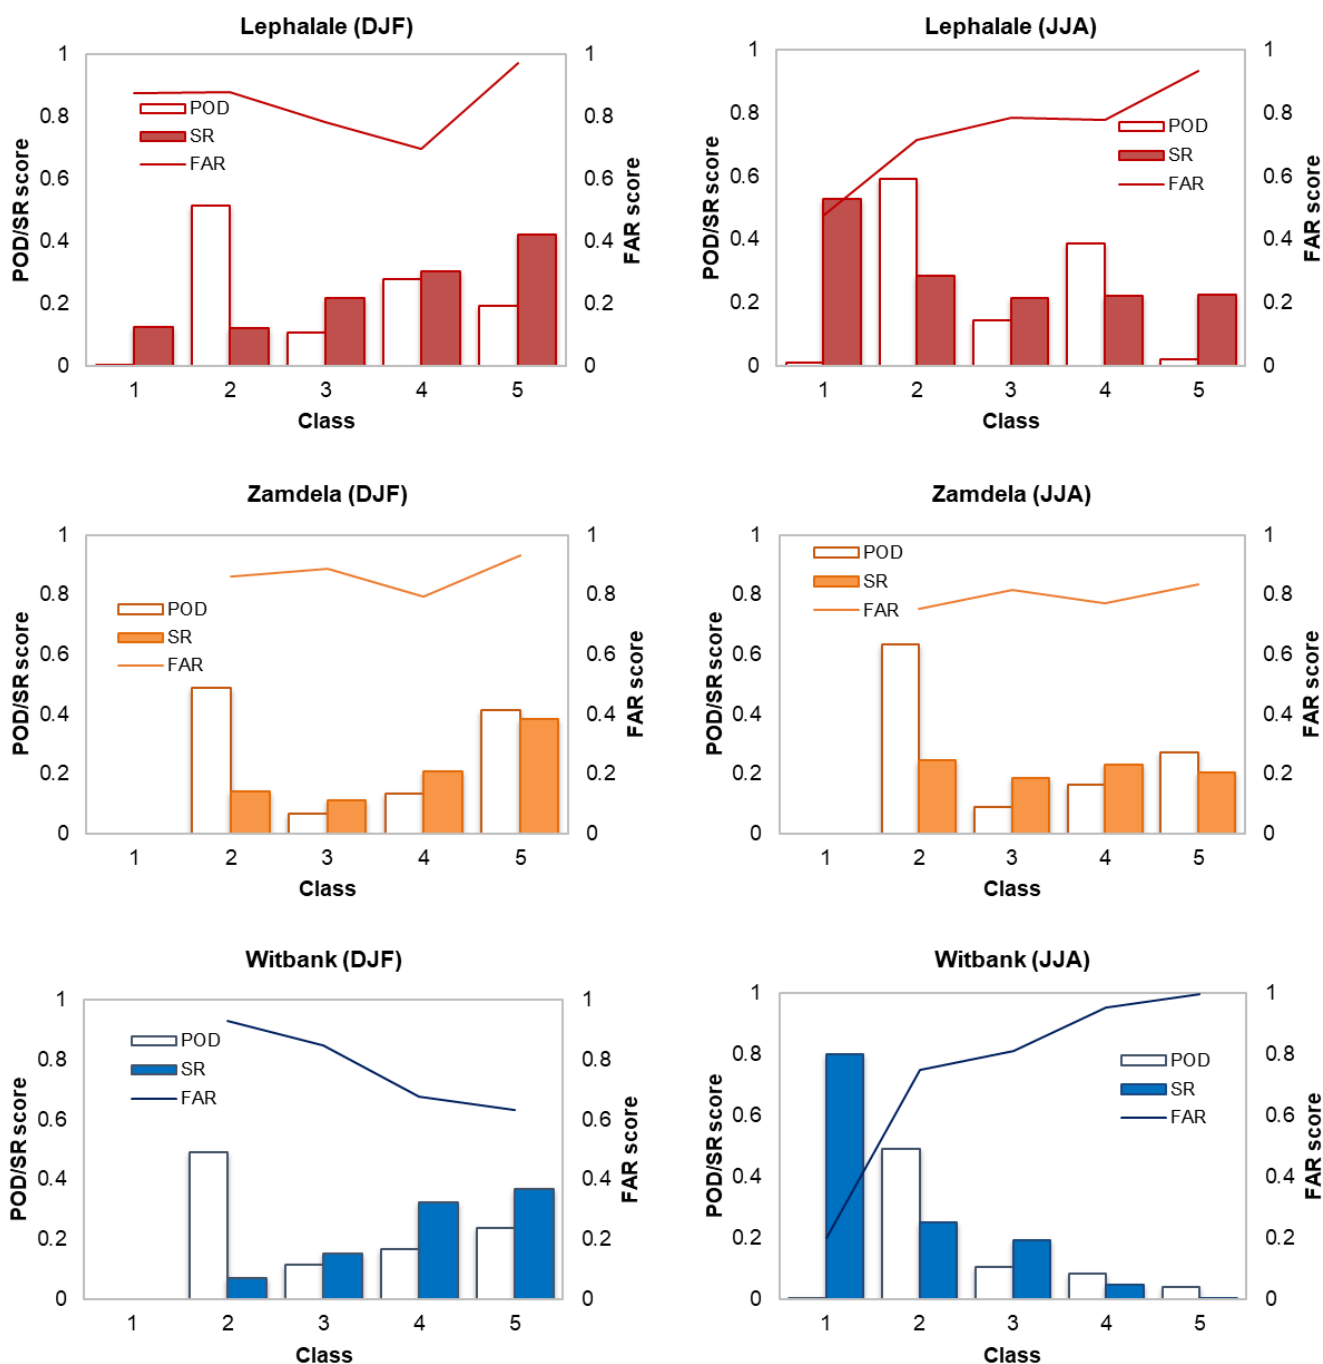 Lephalale (DJF)
1
0.8
0.6
0.4
0.2
0
1
0.8
0.6
0.4
0.2
0
POD/SR score
FAR score
POD
SR
FAR
1 2 3 4 5
Class
Lephalale (JJA)
1
0.8
0.6
0.4
0.2
0
1
0.8
0.6
0.4
0.2
0
POD/SR score
FAR score
POD
SR
FAR
1 2 3 4 5
Class
Zamdela (DJF)
1
0.8
0.6
0.4
0.2
0
1
0.8
0.6
0.4
0.2
0
POD/SR score
FAR score
POD
SR
FAR
1 2 3 4 5
Class
Zamdela (JJA)
1
0.8
0.6
0.4
0.2
0
1
0.8
0.6
0.4
0.2
0
POD/SR score
FAR score
POD
SR
FAR
1 2 3 4 5
Class
Witbank (DJF)
1
0.8
0.6
0.4
0.2
0
1
0.8
0.6
0.4
0.2
0
POD/SR score
FAR score
POD
SR
FAR
1 2 3 4 5
Class
Witbank (JJA)
1
0.8
0.6
0.4
0.2
0
1
0.8
0.6
0.4
0.2
0
POD/SR score
FAR score
POD
SR
FAR
1 2 3 4 5
Class